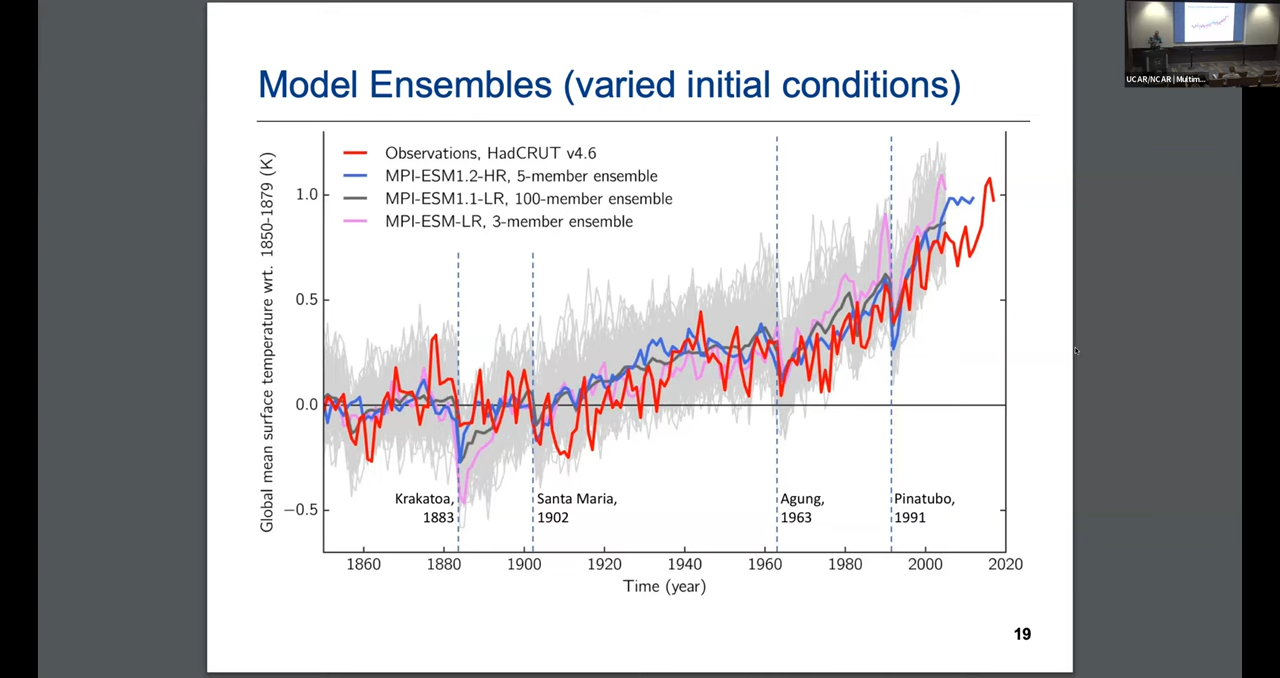 UCAR/NCAR | Multim...
Model Ensembles (varied initial conditions)
Observations, HadCRUT v4.6
MPI-ESM1.2-HR, 5-member ensemble
MPI-ESM1.1-LR, 100-member ensemble
MPI-ESM-LR, 3-member ensemble
Global mean surface temperature wrt. 1850-1879 (K)
1.0
0.5
0.0
−0.5
Krakatoa,
1883
Santa Maria,
1902
Agung,
1963
Pinatubo,
1991
1860 1880 1900 1920 1940 1960 1980 2000 2020
Time (year)
19